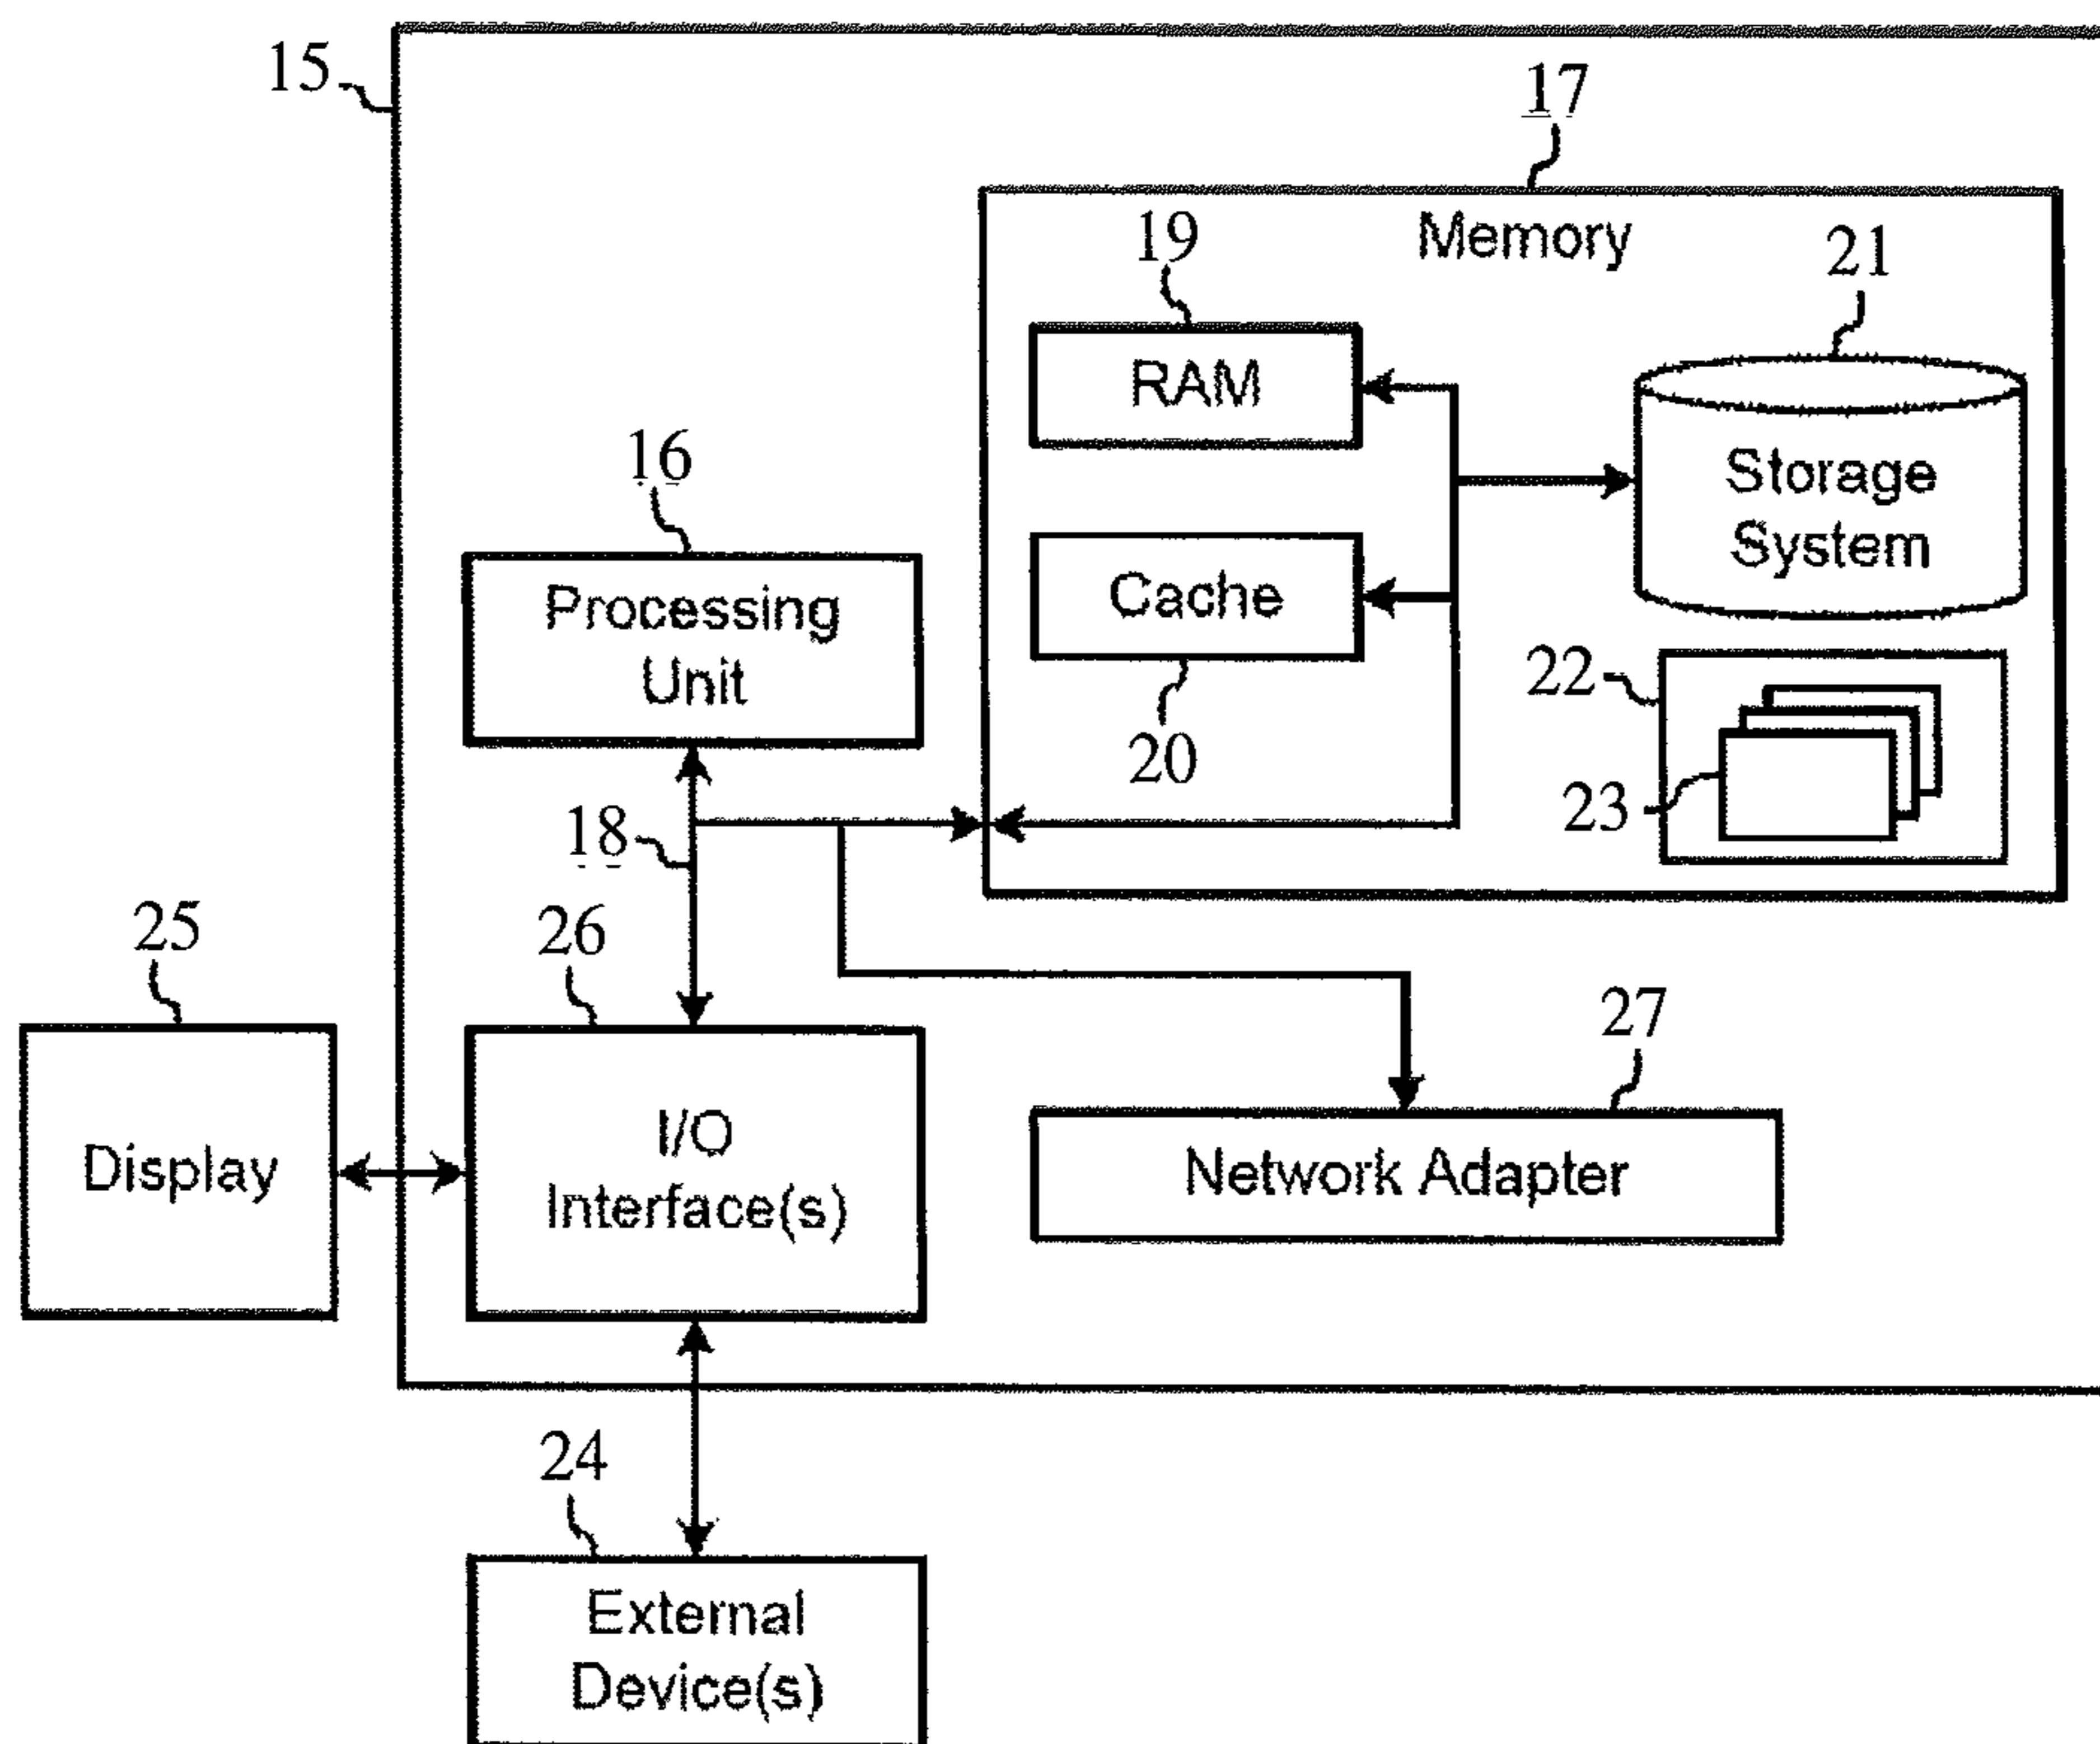 15
17
Memory
19
21
RAM
16
Storage
System
Processing
Unit
Cache
22
20
23
18
25
26
27
Display
I/O
Interface(s)
Network Adapter
24
External
Device(s)